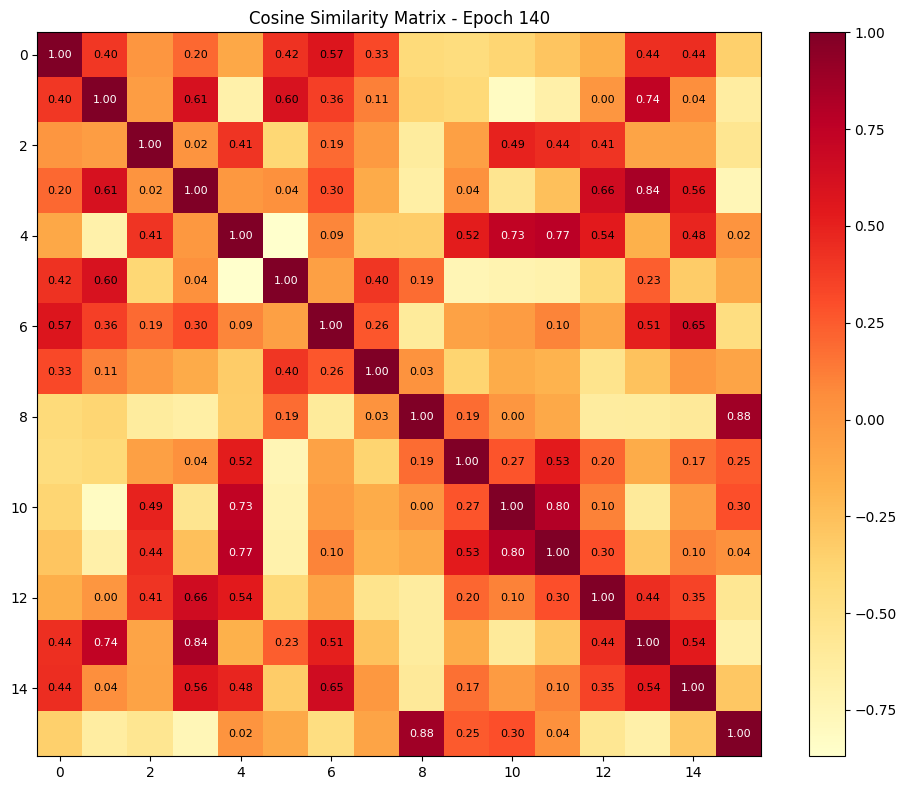 Cosine Similarity Matrix - Epoch 140
0 1.00 0.40 0.20 0.42 0.57 0.33 0.44 0.44
0.40 1.00 0.61 0.60 0.36 0.11 0.00 0.74 0.04
2 1.00 0.02 0.41 0.19 0.49 0.44 0.41
0.20 0.61 0.02 1.00 0.04 0.30 0.04 0.66 0.84 0.56
4 0.41 1.00 0.09 0.52 0.73 0.77 0.54 0.48 0.02
0.42 0.60 0.04 1.00 0.40 0.19 0.23
6 0.57 0.36 0.19 0.30 0.09 1.00 0.26 0.10 0.51 0.65
0.33 0.11 0.40 0.26 1.00 0.03
8 0.19 0.03 1.00 0.19 0.00 0.88
0.04 0.52 0.19 1.00 0.27 0.53 0.20 0.17 0.25
10 0.49 0.73 0.00 0.27 1.00 0.80 0.10 0.30
0.44 0.77 0.10 0.53 0.80 1.00 0.30 0.10 0.04
12 0.00 0.41 0.66 0.54 0.20 0.10 0.30 1.00 0.44 0.35
0.44 0.74 0.84 0.23 0.51 0.44 1.00 0.54
14 0.44 0.04 0.56 0.48 0.65 0.17 0.10 0.35 0.54 1.00
0.02 0.88 0.25 0.30 0.04 1.00
0 2 4 6 8 10 12 14
1.00
0.75
0.50
0.25
0.00
−0.25
−0.50
−0.75